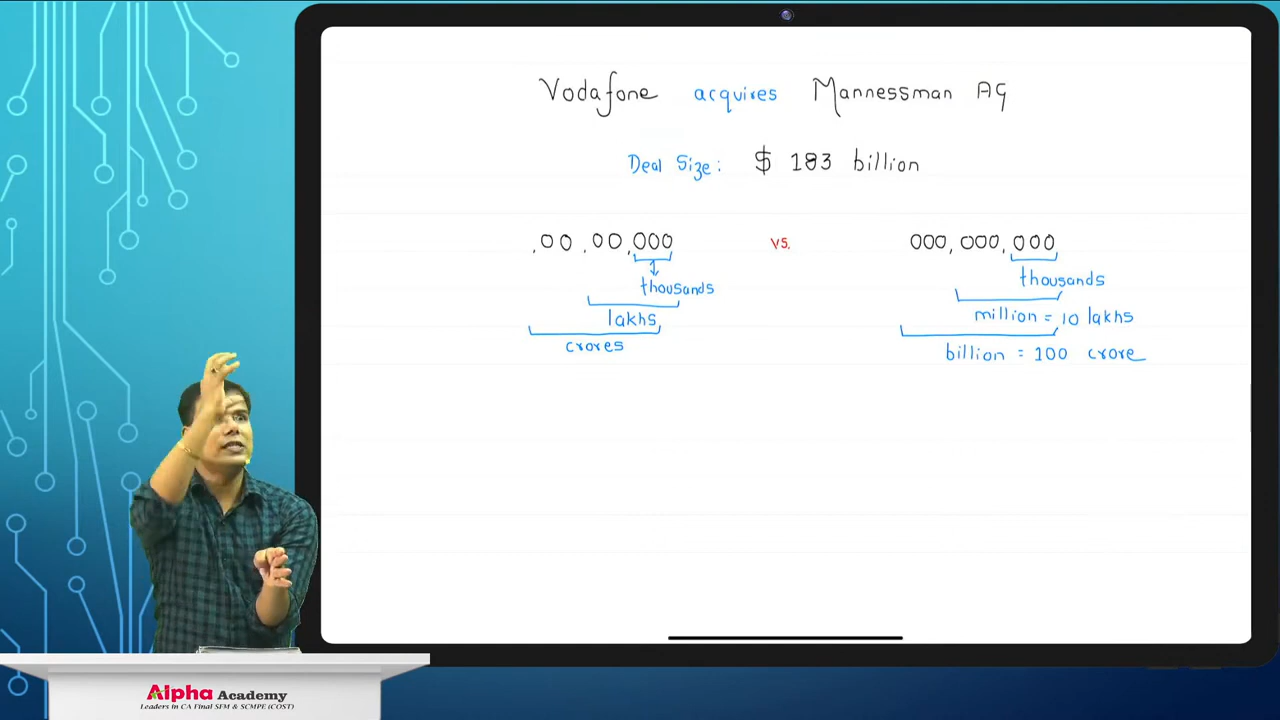 Vodafone acquires Mannessman AG
Deal Size: $ 183 billion
,00,00,000 vs. 000,000,000
thousands thousands
lakhs million = 10 lakhs
crores billion = 100 crore
Alpha Academy
Leaders in CA Final SFM & SCMPE (COST)